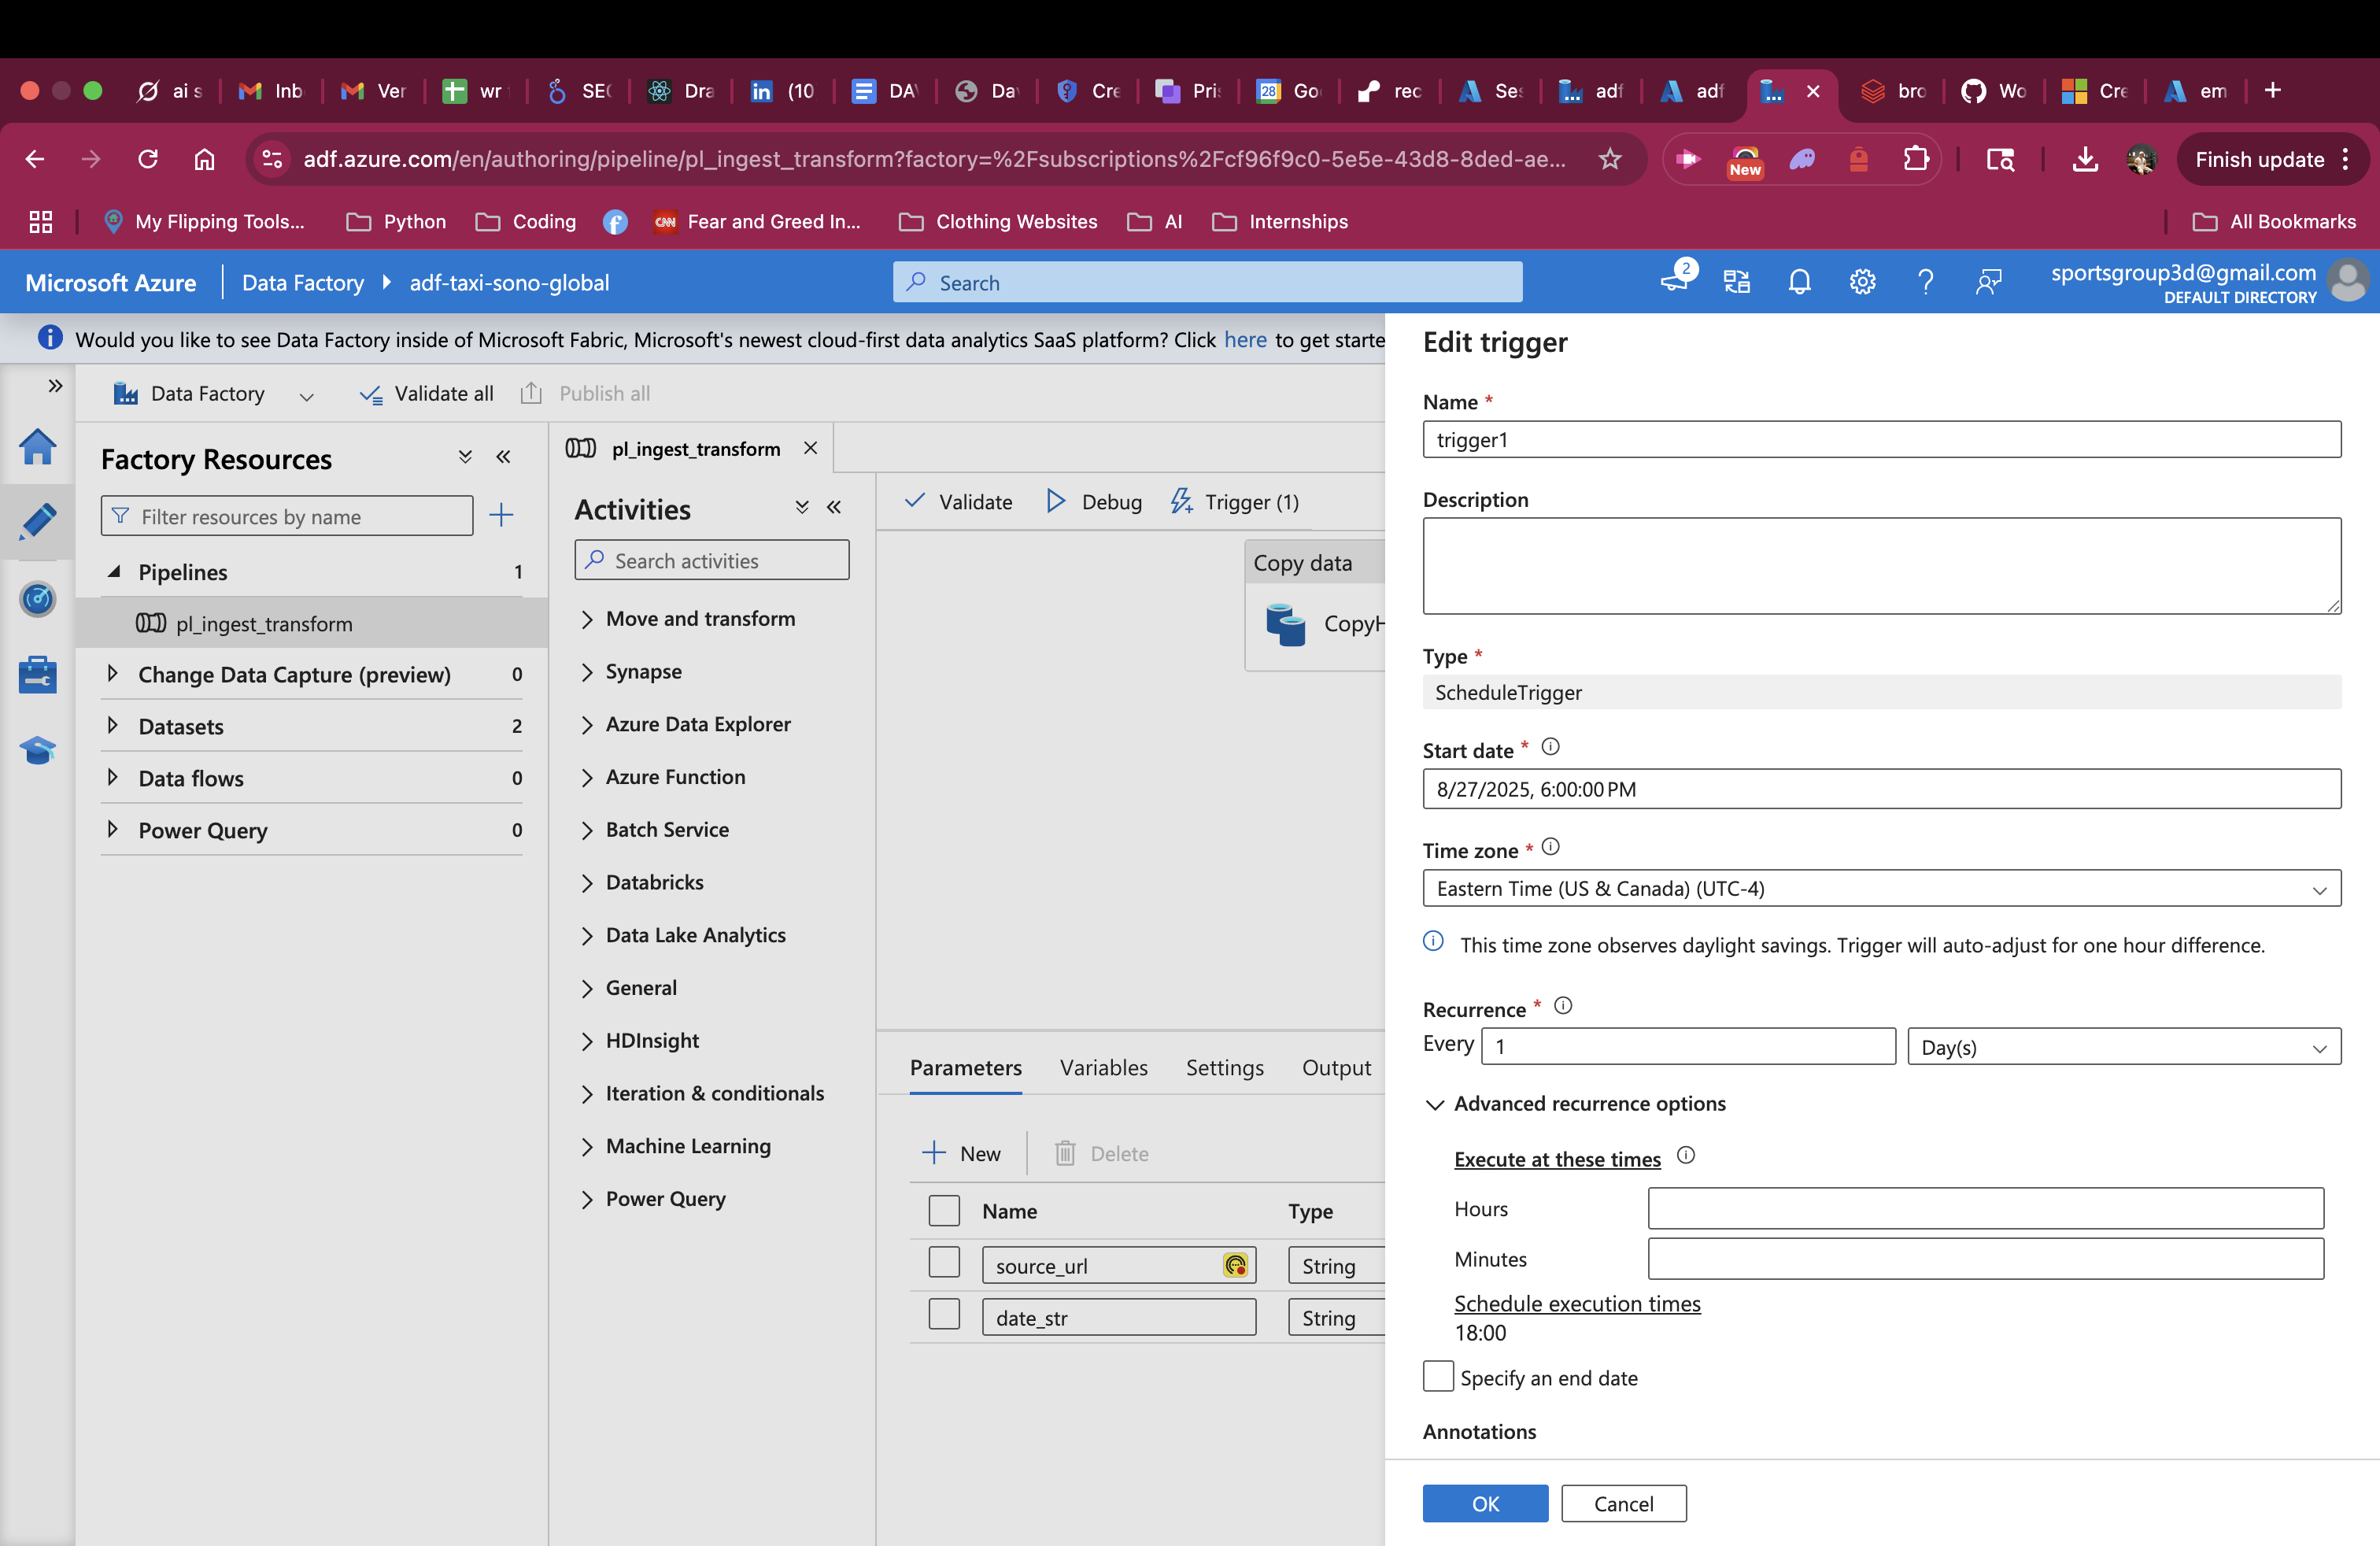 ai s
Inb
Ver
wr
SEC
Dra
(10
DA
Da
Cre
Pri
28
Go
rec
Ses
adf
adf
bro
Wo
Cre
em
adf.azure.com/en/authoring/pipeline/pl_ingest_transform?factory=%2Fsubscriptions%2Fcf96f9c0-5e5e-43d8-8ded-ae...
New
Finish update
My Flipping Tools...
Python
Coding
CNN
Fear and Greed In...
Clothing Websites
AI
Internships
All Bookmarks
Microsoft Azure
Data Factory
adf-taxi-sono-global
Search
2
sportsgroup3d@gmail.com
DEFAULT DIRECTORY
Would you like to see Data Factory inside of Microsoft Fabric, Microsoft's newest cloud-first data analytics SaaS platform? Click here to get starte
Data Factory
Validate all
Publish all
Factory Resources
Filter resources by name
Pipelines 1
pl_ingest_transform
Change Data Capture (preview) 0
Datasets 2
Data flows 0
Power Query 0
pl_ingest_transform
Activities
Search activities
Move and transform
Synapse
Azure Data Explorer
Azure Function
Batch Service
Databricks
Data Lake Analytics
General
HDInsight
Iteration & conditionals
Machine Learning
Power Query
Validate
Debug
Trigger (1)
Copy data
CopyH
Parameters
Variables
Settings
Output
New
Delete
Name Type
source_url String
date_str String
Edit trigger
Name *
trigger1
Description
Type *
ScheduleTrigger
Start date *
8/27/2025, 6:00:00 PM
Time zone *
Eastern Time (US & Canada) (UTC-4)
This time zone observes daylight savings. Trigger will auto-adjust for one hour difference.
Recurrence *
Every 1 Day(s)
Advanced recurrence options
Execute at these times
Hours
Minutes
Schedule execution times
18:00
Specify an end date
Annotations
OK
Cancel